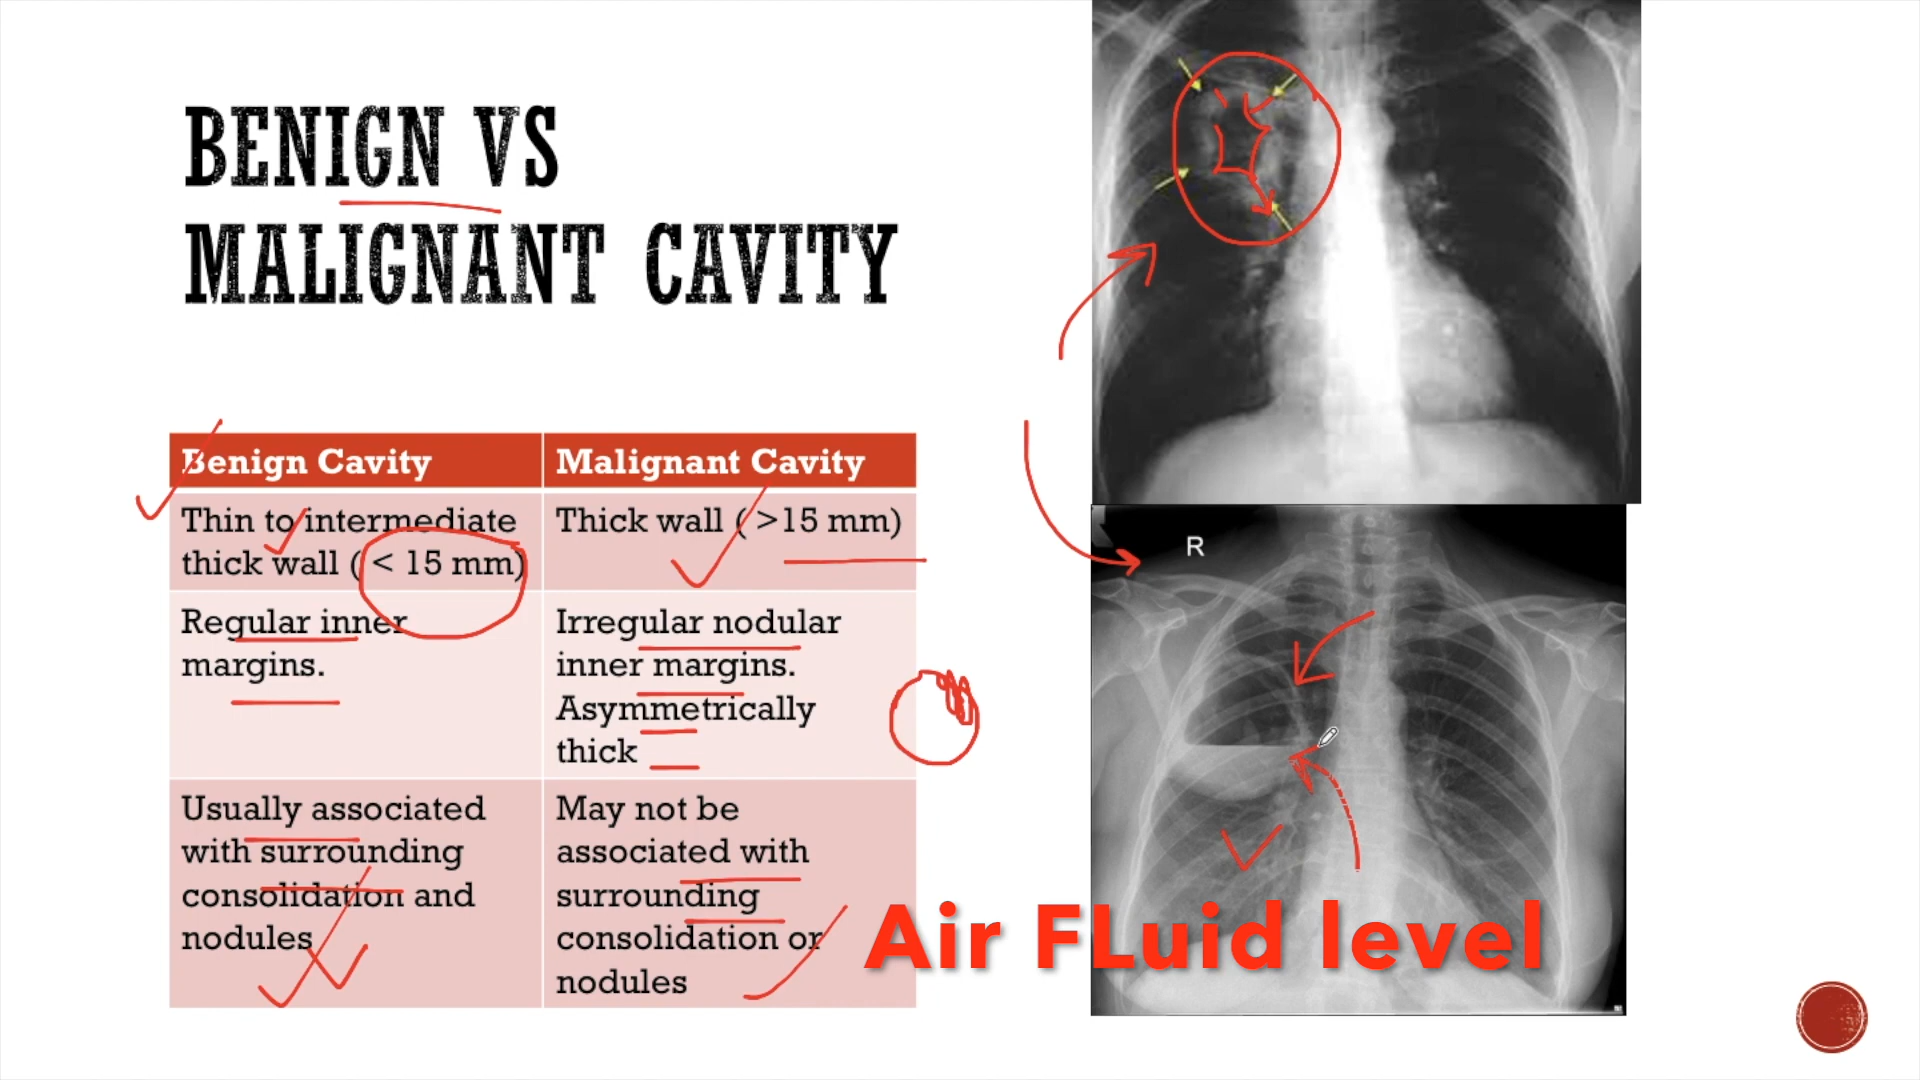 BENIGN VS
MALIGNANT CAVITY
Benign Cavity
Malignant Cavity
Thin to intermediate
thick wall ( < 15 mm)
Thick wall ( >15 mm)
Regular inner
margins.
Irregular nodular
inner margins.
Asymmetrically
thick
Usually associated
with surrounding
consolidation and
nodules
May not be
associated with
surrounding
consolidation or
nodules
R
Air FLuid level